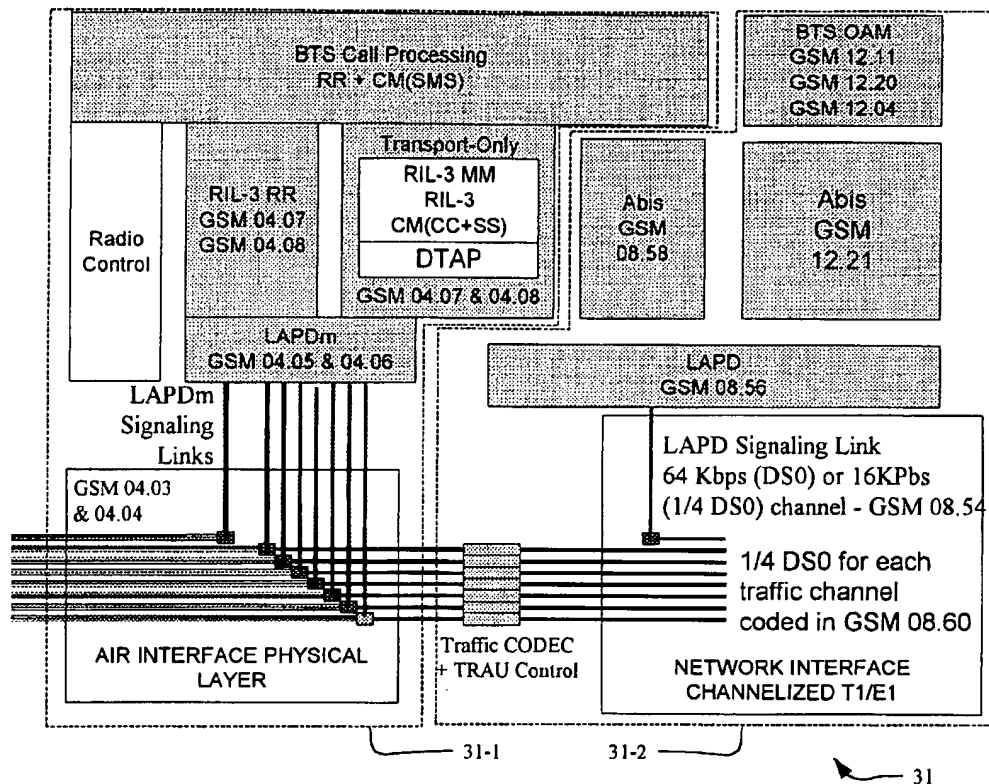 BTS Call Processing
RR + CM(SMS)
BTS OAM
GSM 12.11
GSM 12.20
GSM 12.04
Radio
Control
RIL-3 RR
GSM 04.07
GSM 04.08
Transport-Only
RIL-3 MM
RIL-3
CM(CC+SS)
DTAP
GSM 04.07 & 04.08
Abis
GSM
08.58
Abis
GSM
12.21
LAPDm
GSM 04.05 & 04.06
LAPD
GSM 08.56
LAPDm
Signaling
Links
LAPD Signaling Link
64 Kbps (DS0) or 16KPbs
(1/4 DS0) channel - GSM 08.54
GSM 04.03
& 04.04
1/4 DS0 for each
traffic channel
coded in GSM 08.60
AIR INTERFACE PHYSICAL
LAYER
Traffic CODEC
+ TRAU Control
NETWORK INTERFACE
CHANNELIZED T1/E1
31-1
31-2
31